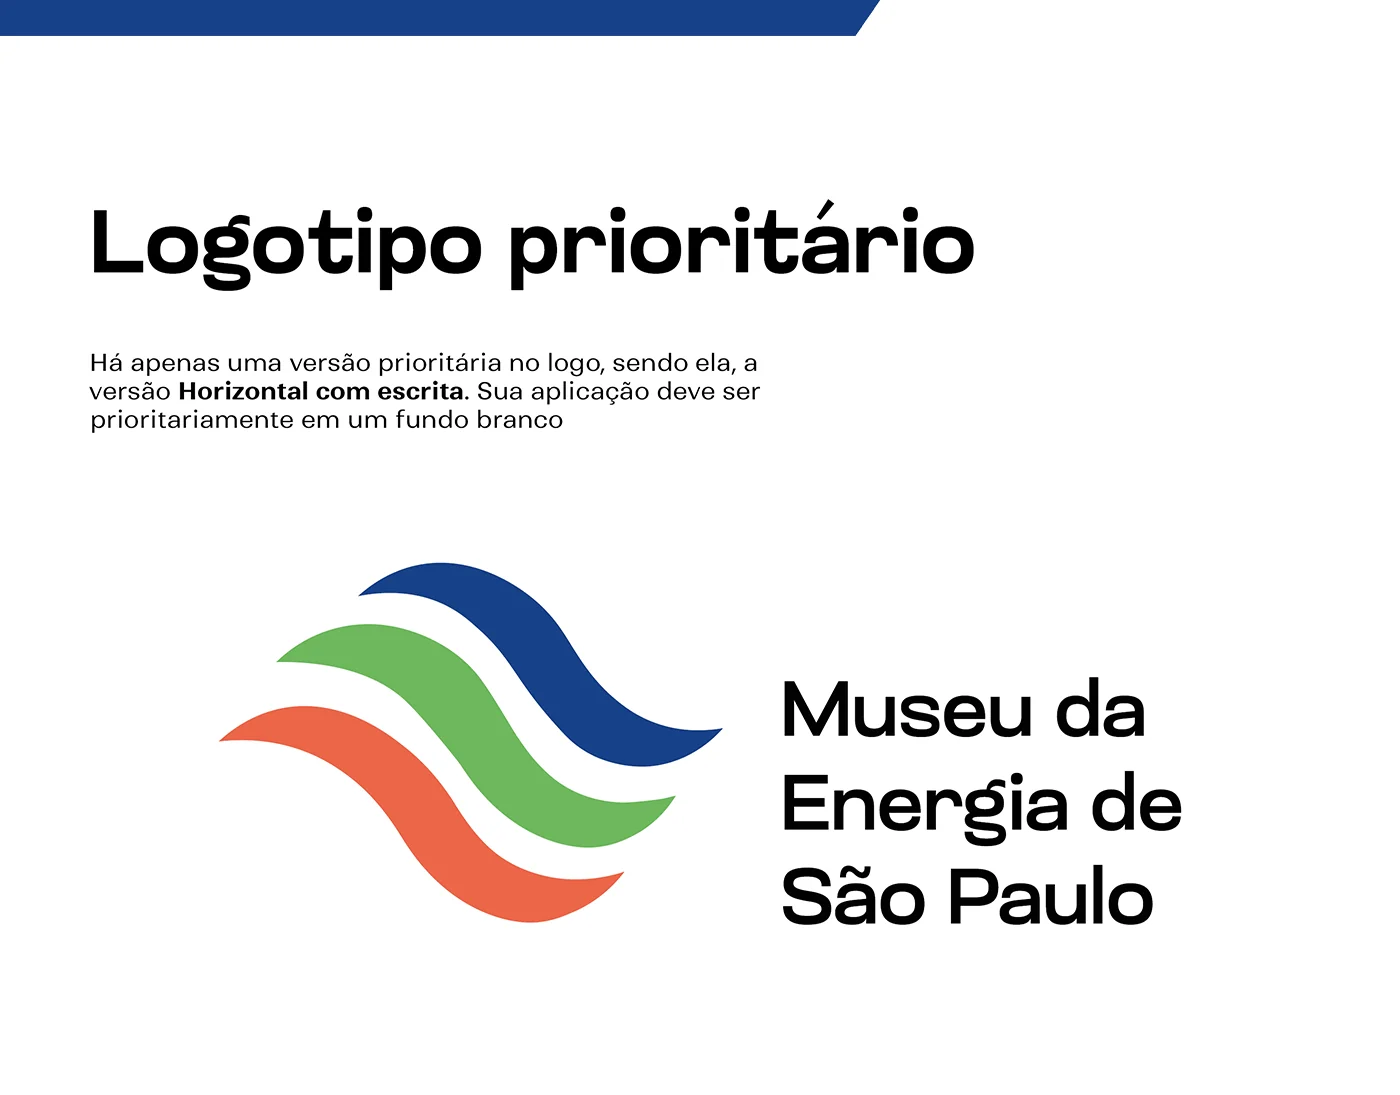 Logotipo prioritário
Há apenas uma versão prioritária no logo, sendo ela, a
versão Horizontal com escrita. Sua aplicação deve ser
prioritariamente em um fundo branco
Museu da
Energia de
São Paulo